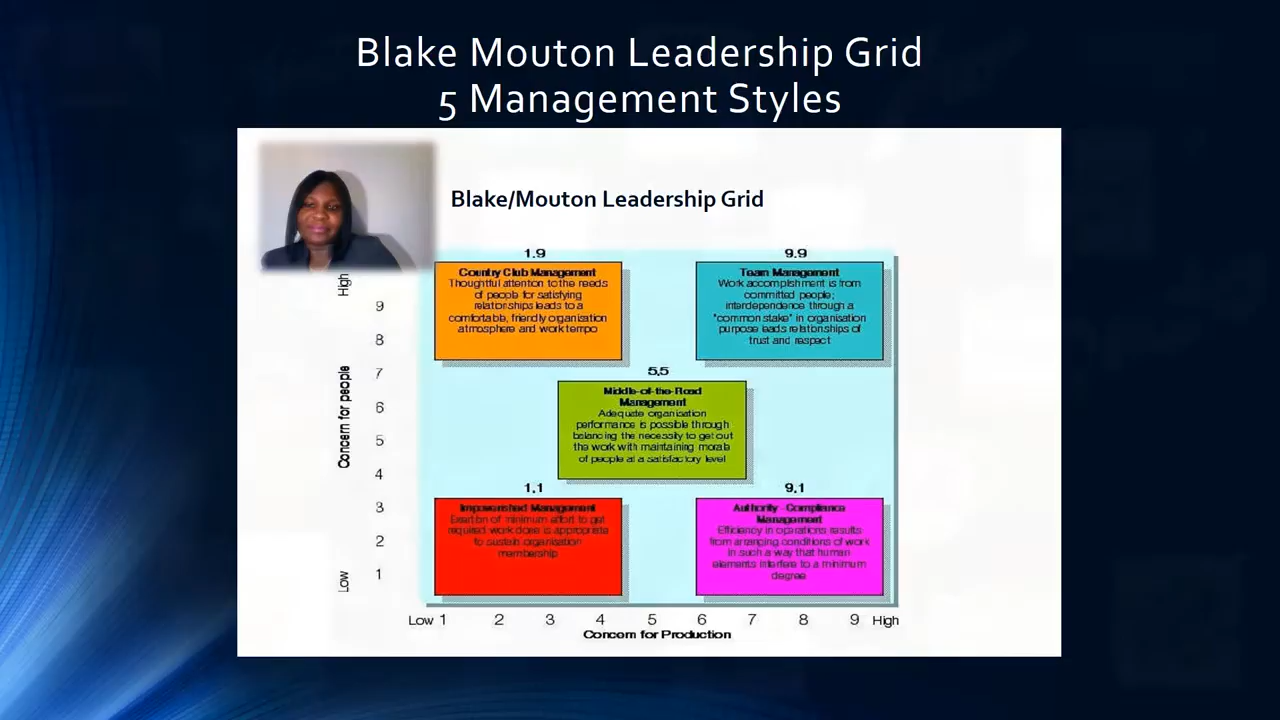 Blake Mouton Leadership Grid
5 Management Styles
Blake/Mouton Leadership Grid
1.9
Country Club Management
Thoughtful attention to the needs
of people for satisfying
relationships leads to a
comfortable, friendly organisation
atmosphere and work tempo
9.9
Team Management
Work accomplishment is from
committed people;
interdependence through a
"common stake" in organisation
purpose leads relationships of
trust and respect
5,5
Middle-of-the-Road
Management
Adequate organisation
performance is possible through
balancing the necessity to get out
the work with maintaining morale
of people at a satisfactory level
1,1
Impoverished Management
Exertion of minimum effort to get
required work done is appropriate
to sustain organisation
membership
9,1
Authority-Compliance
Management
Efficiency in operations results
from arranging conditions of work
in such a way that human
elements interfere to a minimum
degree
High
9
8
7
6
5
4
3
2
1
Low
Concern for people
Low 1 2 3 4 5 6 7 8 9 High
Concern for Production